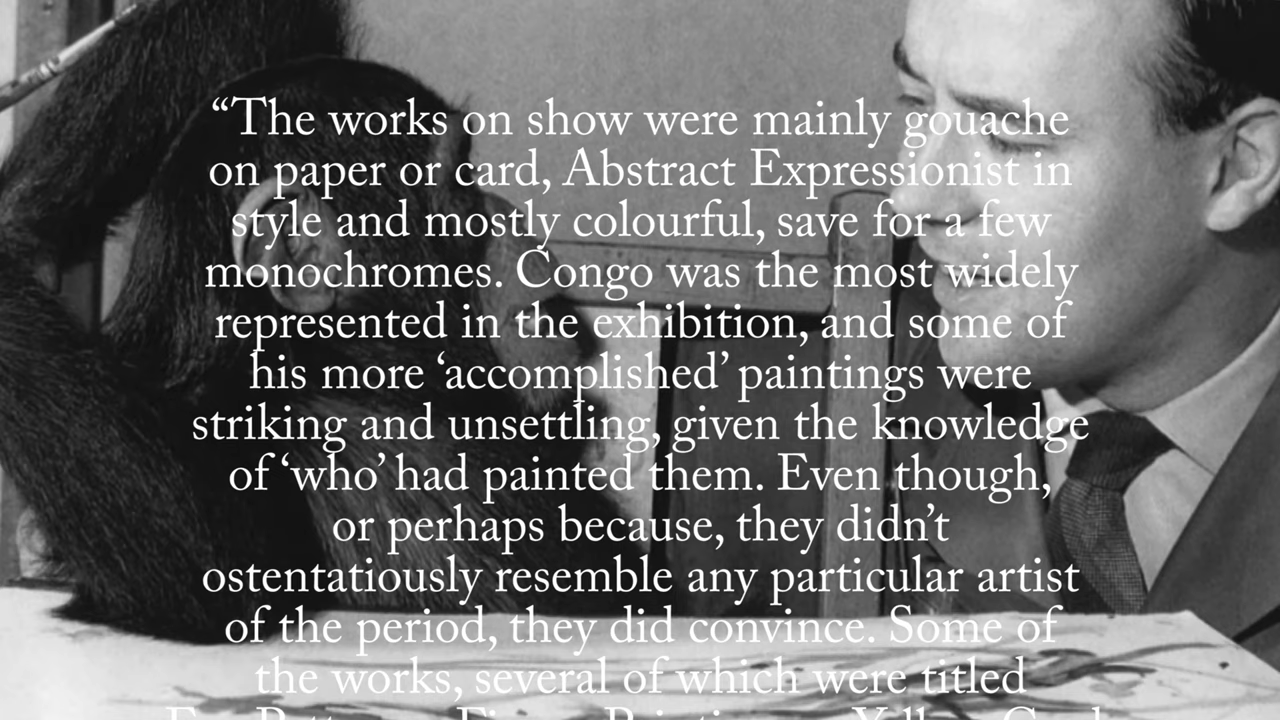 “The works on show were mainly gouache
on paper or card, Abstract Expressionist in
style and mostly colourful, save for a few
monochromes. Congo was the most widely
represented in the exhibition, and some of
his more ‘accomplished’ paintings were
striking and unsettling, given the knowledge
of ‘who’ had painted them. Even though,
or perhaps because, they didn’t
ostentatiously resemble any particular artist
of the period, they did convince. Some of
the works, several of which were titled